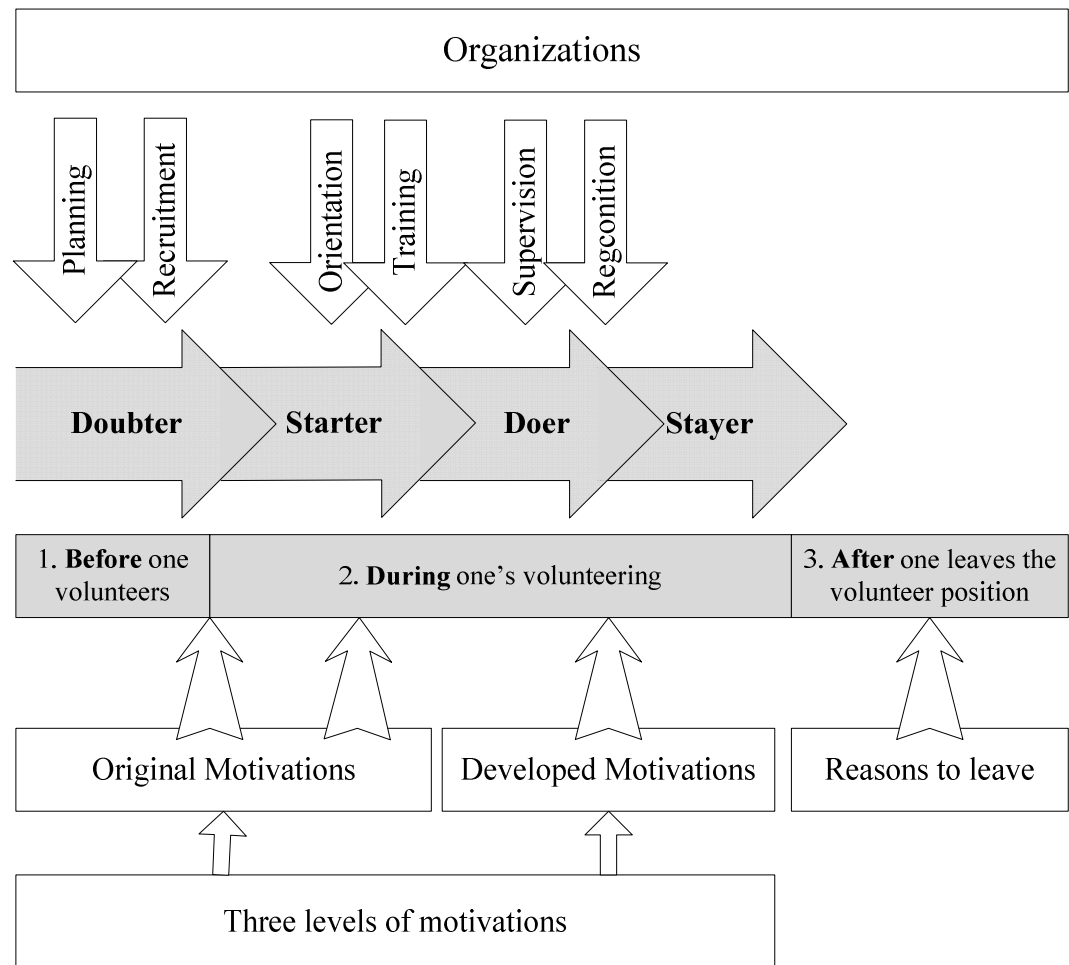 Organizations
Planning
Recruitment
Orientation
Training
Supervision
Regconition
Doubter
Starter
Doer
Stayer
1. Before one
volunteers
2. During one’s volunteering
3. After one leaves the
volunteer position
Original Motivations
Developed Motivations
Reasons to leave
Three levels of motivations